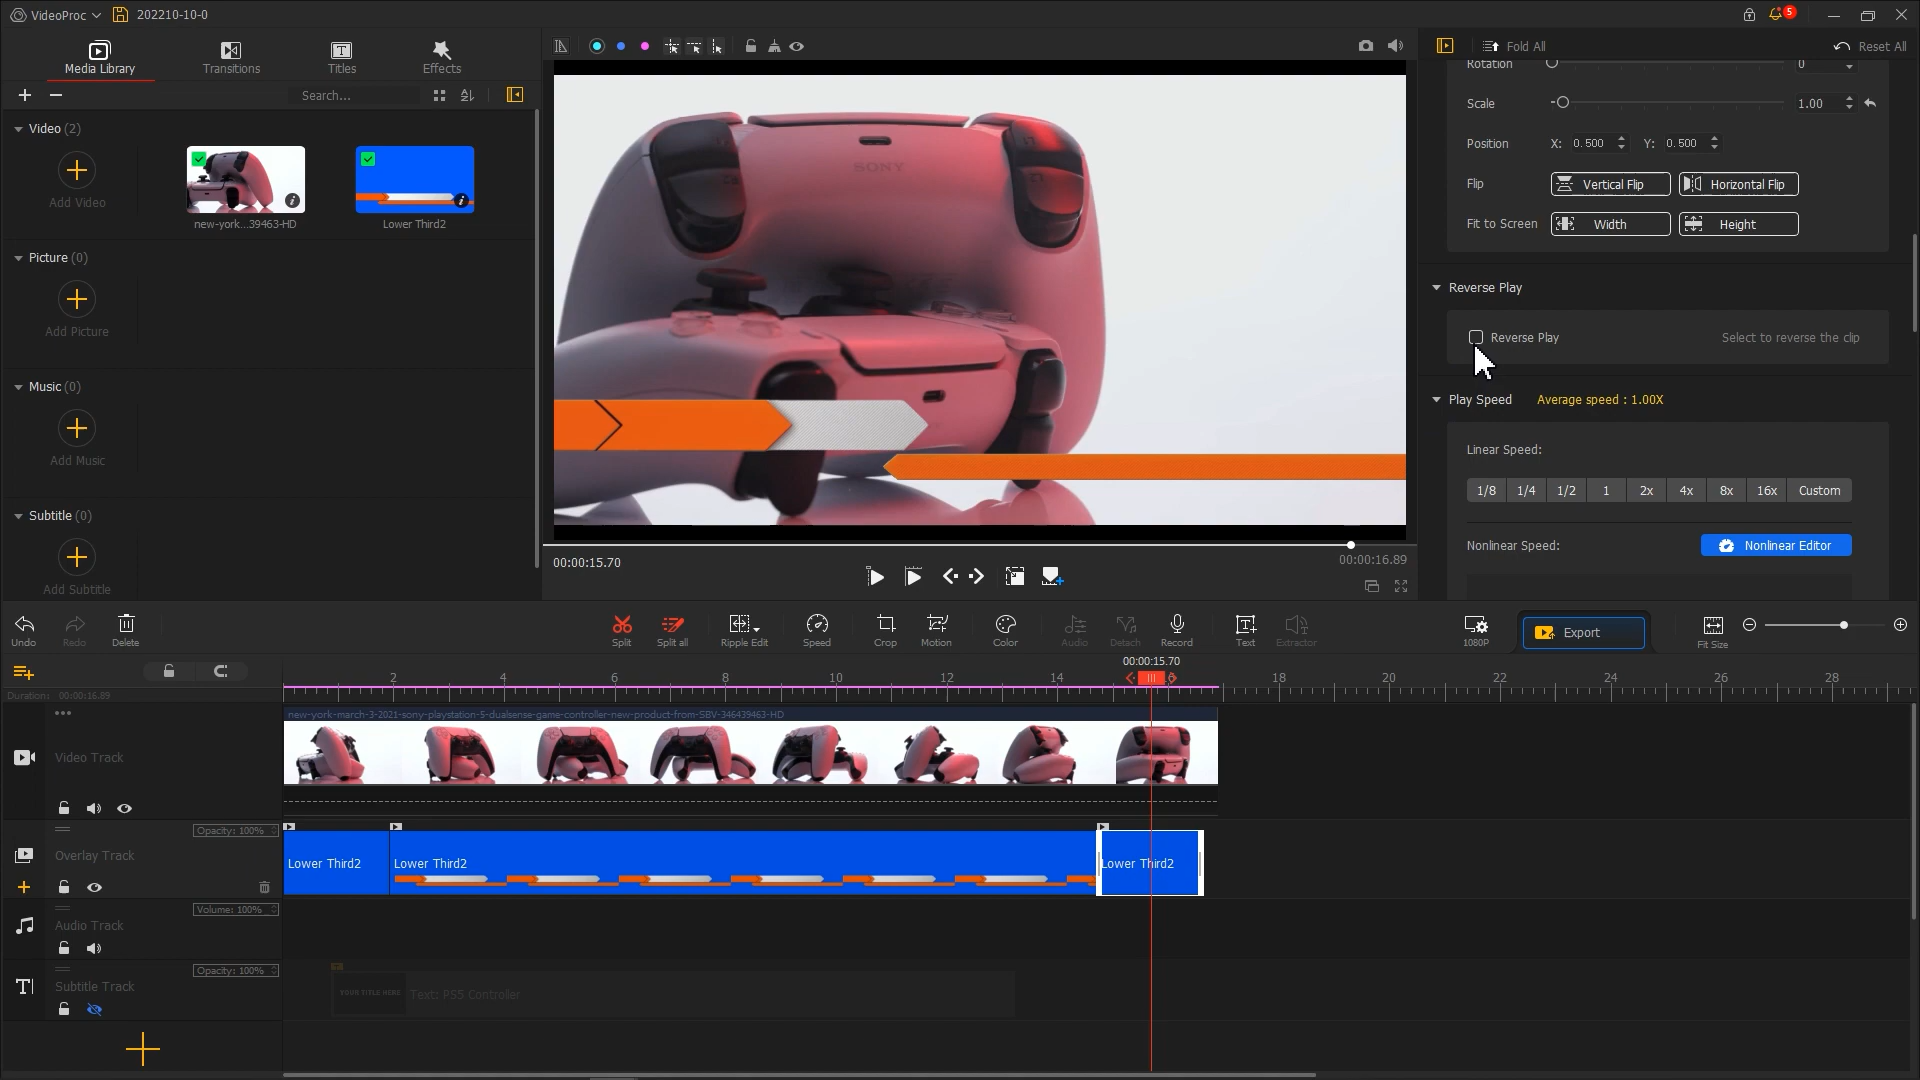 VideoProc
202210-10-0
5
Media Library
Transitions
Titles
Effects
Fold All
Reset All
Search...
Video (2)
Add Video
new-york...39463-HD
Lower Third2
Picture (0)
Add Picture
Music (0)
Add Music
Subtitle (0)
Add Subtitle
SONY
00:00:15.70
00:00:16.89
Rotation
0
Scale
1.00
Position
X: 0.500
Y: 0.500
Flip
Vertical Flip
Horizontal Flip
Fit to Screen
Width
Height
Reverse Play
Reverse Play
Select to reverse the clip
Play Speed
Average speed : 1.00X
Linear Speed:
1/8
1/4
1/2
1
2x
4x
8x
16x
Custom
Nonlinear Speed:
Nonlinear Editor
Undo
Redo
Delete
Split
Split all
Ripple Edit
Speed
Crop
Motion
Color
Audio
Detach
Record
Text
Extractor
1080P
Export
Fit Size
00:00:15.70
Duration: 00:00:16.89
2
4
6
8
10
12
14
18
20
22
24
26
28
new-york-march-3-2021-sony-playstation-5-dualsense-game-controller-new-product-from-SBV-346439463-HD
Video Track
Opacity: 100%
Overlay Track
Lower Third2
Lower Third2
Lower Third2
Volume: 100%
Audio Track
Opacity: 100%
Subtitle Track
YOUR TITLE HERE
Text: PS5 Controller